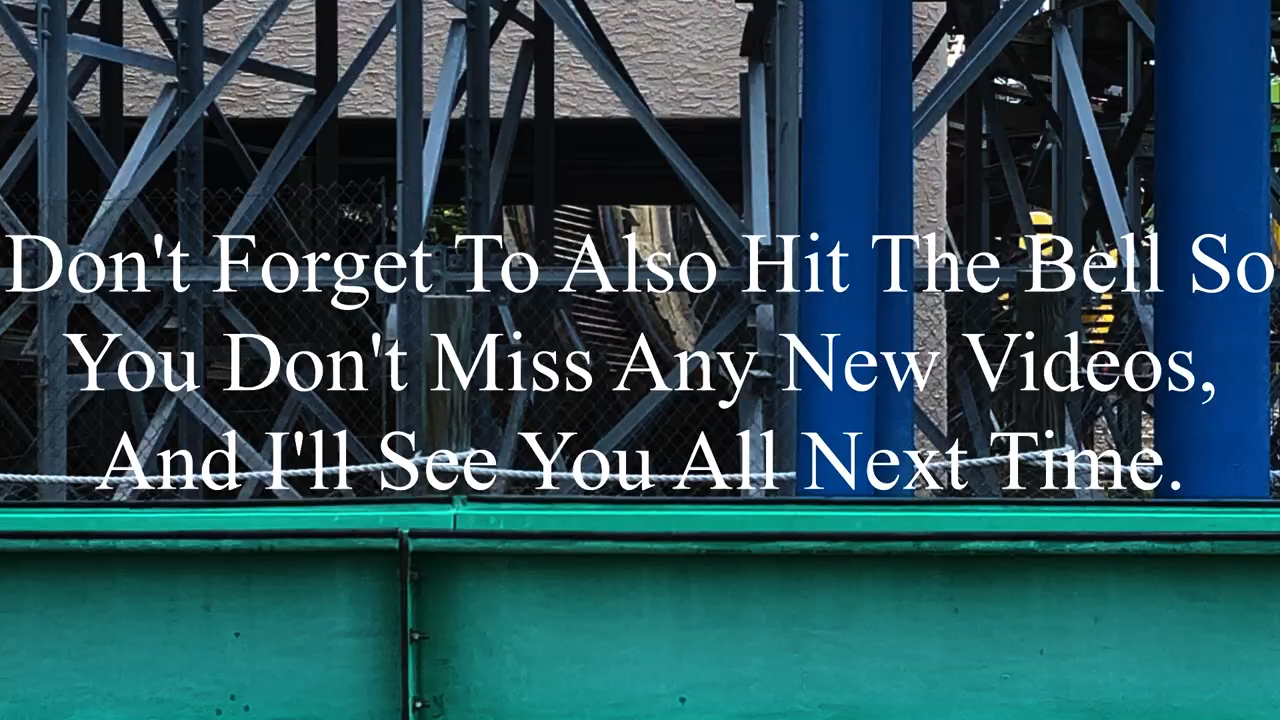 Don't Forget To Also Hit The Bell So
You Don't Miss Any New Videos,
And I'll See You All Next Time.